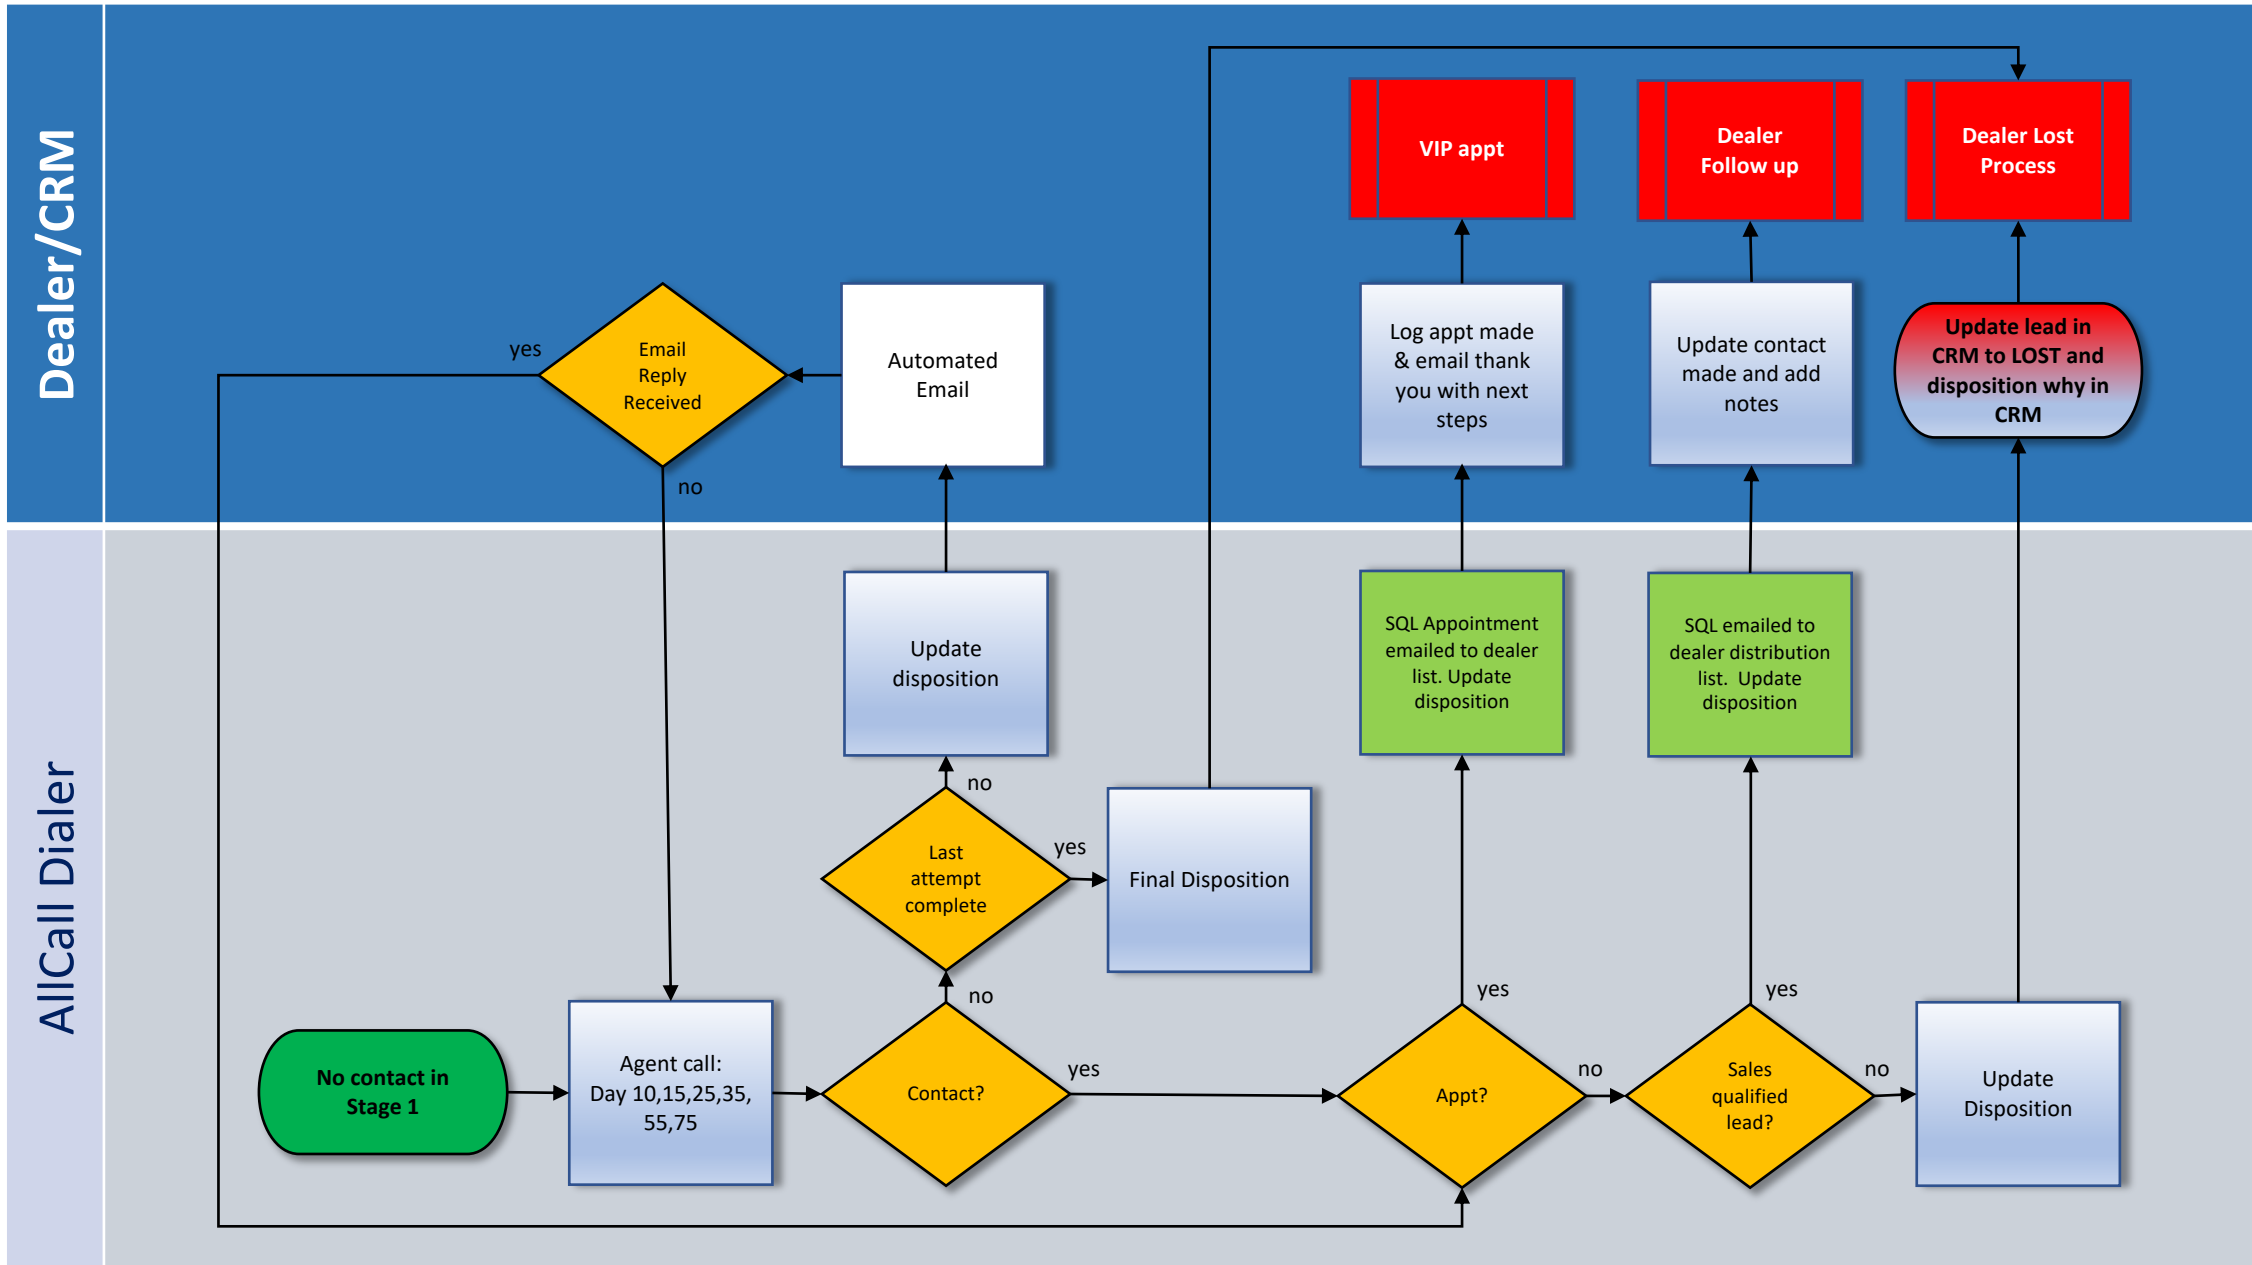 Dealer/CRM
VIP appt
Dealer
Follow up
Dealer Lost
Process
yes
Email
Reply
Received
no
Automated
Email
Log appt made
& email thank
you with next
steps
Update contact
made and add
notes
Update lead in
CRM to LOST and
disposition why in
CRM
AllCall Dialer
Update
disposition
SQL Appointment
emailed to dealer
list. Update
disposition
SQL emailed to
dealer distribution
list.  Update
disposition
no
Last
attempt
complete
yes
Final Disposition
No contact in
Stage 1
Agent call:
Day 10,15,25,35,
55,75
no
Contact?
yes
yes
Appt?
no
yes
Sales
qualified
lead?
no
Update
Disposition